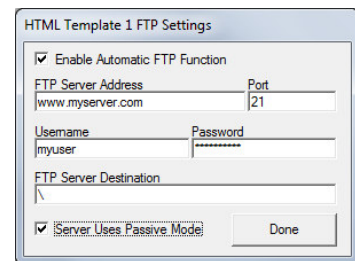 HTML Template 1 FTP Settings
Enable Automatic FTP Function
FTP Server Address Port
www.myserver.com 21
Username Password
myuser **********
FTP Server Destination
\
Server Uses Passive Mode Done